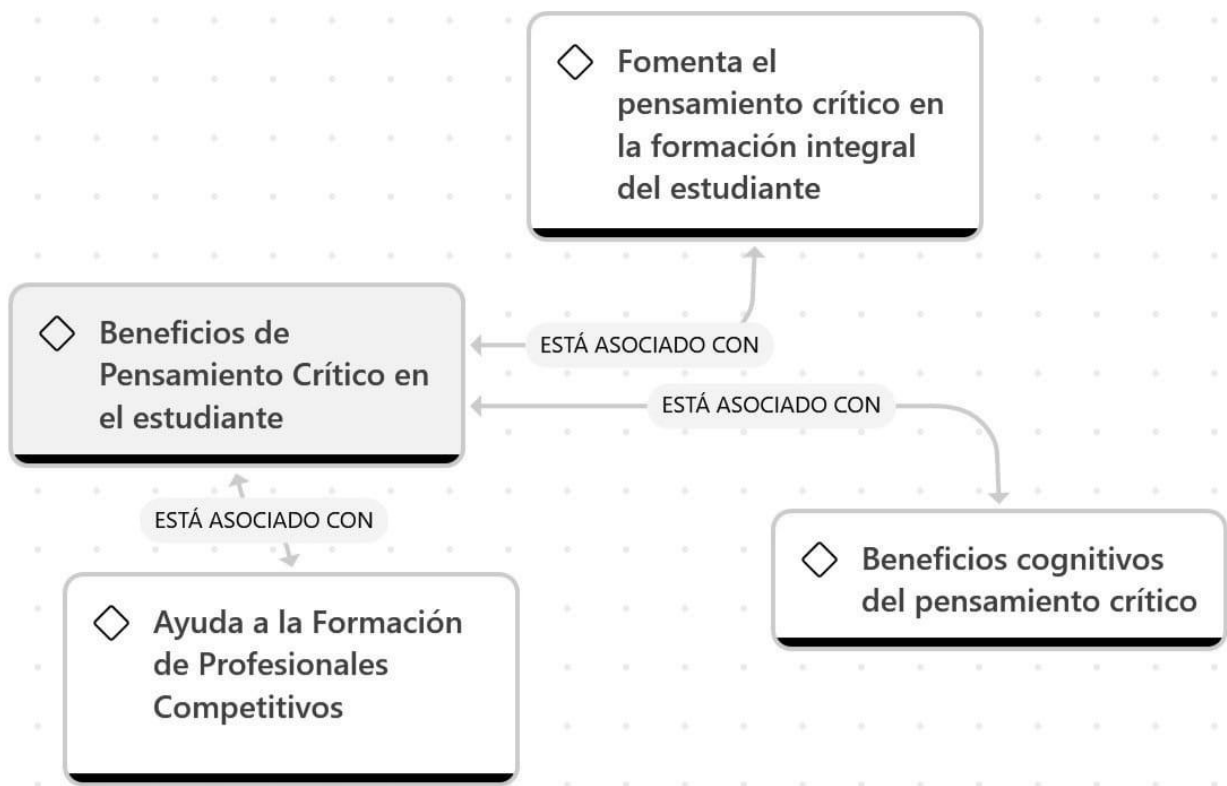 Fomenta el
pensamiento crítico en
la formación integral
del estudiante
Beneficios de
Pensamiento Crítico en
el estudiante
ESTÁ ASOCIADO CON
ESTÁ ASOCIADO CON
ESTÁ ASOCIADO CON
Beneficios cognitivos
del pensamiento crítico
Ayuda a la Formación
de Profesionales
Competitivos